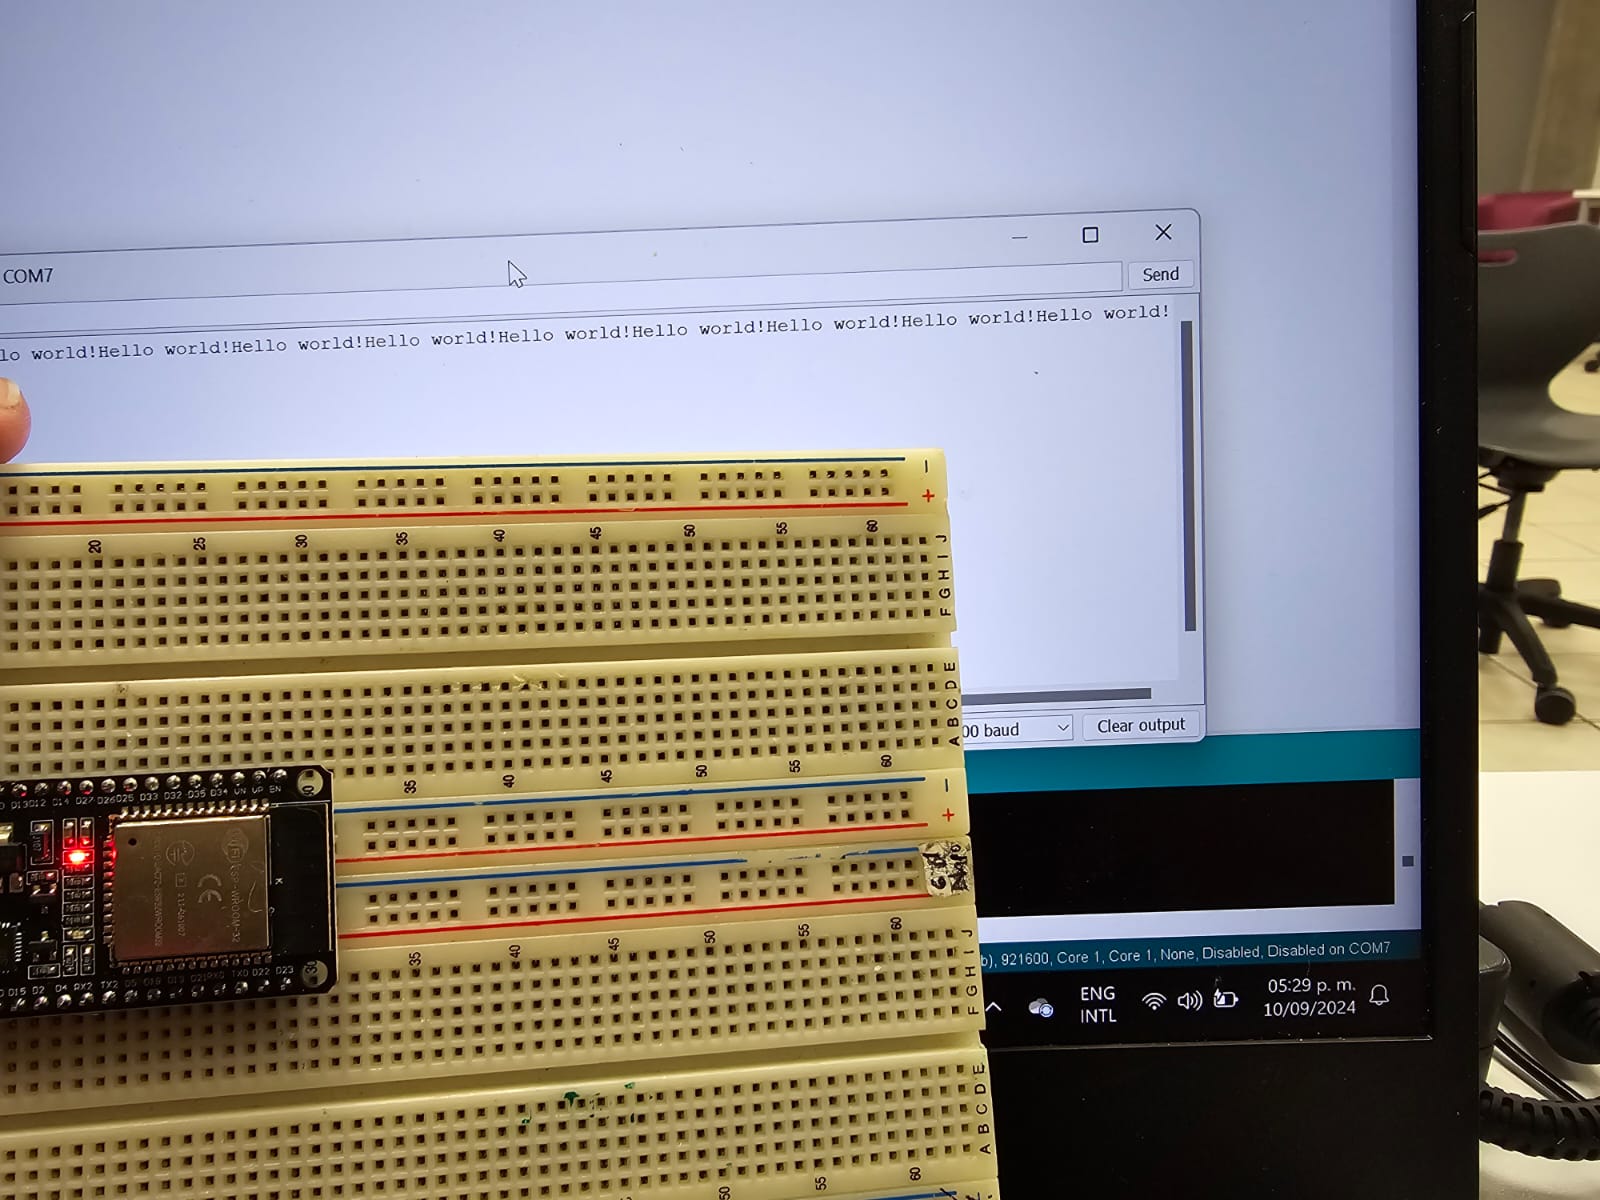 COM7
Send
lo world!Hello world!Hello world!Hello world!Hello world!Hello world!Hello world!Hello world!Hello world!
- +
20 25 30 35 40 45 50 55 60
F G H I J
A B C D E
35 40 45 50 55 60
- +
00 baud
Clear output
D13 D12 D14 D27 D26 D25 D33 D32 D35 D34 VN VP EN
WiFi ESP-WROOM-32
CE
D15 D2 D4 RX2 TX2 D5 D18 D19 D21 RX0 TX0 D22 D23
35 40 45 50 55 60
F G H I J
b), 921600, Core 1, Core 1, None, Disabled, Disabled on COM7
ENG
INTL
05:29 p. m.
10/09/2024
A B C D E
50 55 60